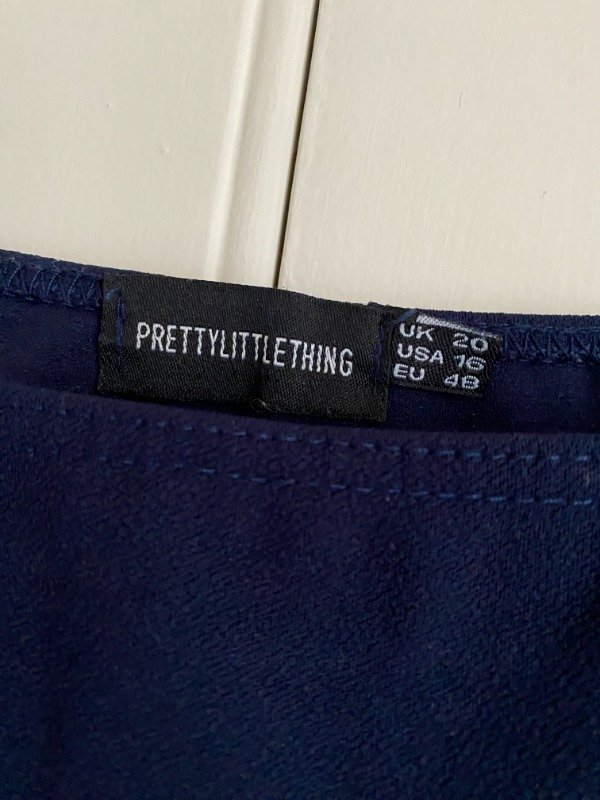 PRETTYLITTLETHING
UK 20
USA 16
EU 48